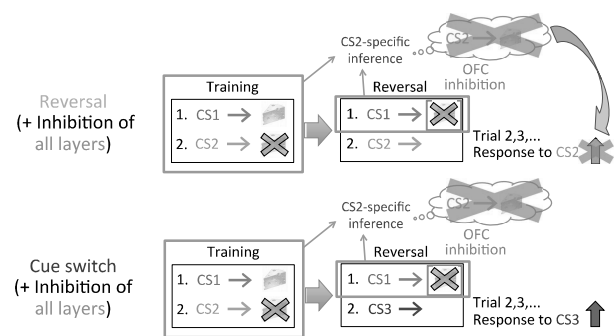 CS2
CS2-specific
inference
OFC
inhibition
Training
Reversal
Reversal
(+ Inhibition of
all layers)
1. CS1
2. CS2
1. CS1
2. CS2
Trial 2,3,...
Response to CS2
CS2
CS2-specific
inference
OFC
inhibition
Training
Reversal
Cue switch
(+ Inhibition of
all layers)
1. CS1
2. CS2
1. CS1
2. CS3
Trial 2,3,...
Response to CS3